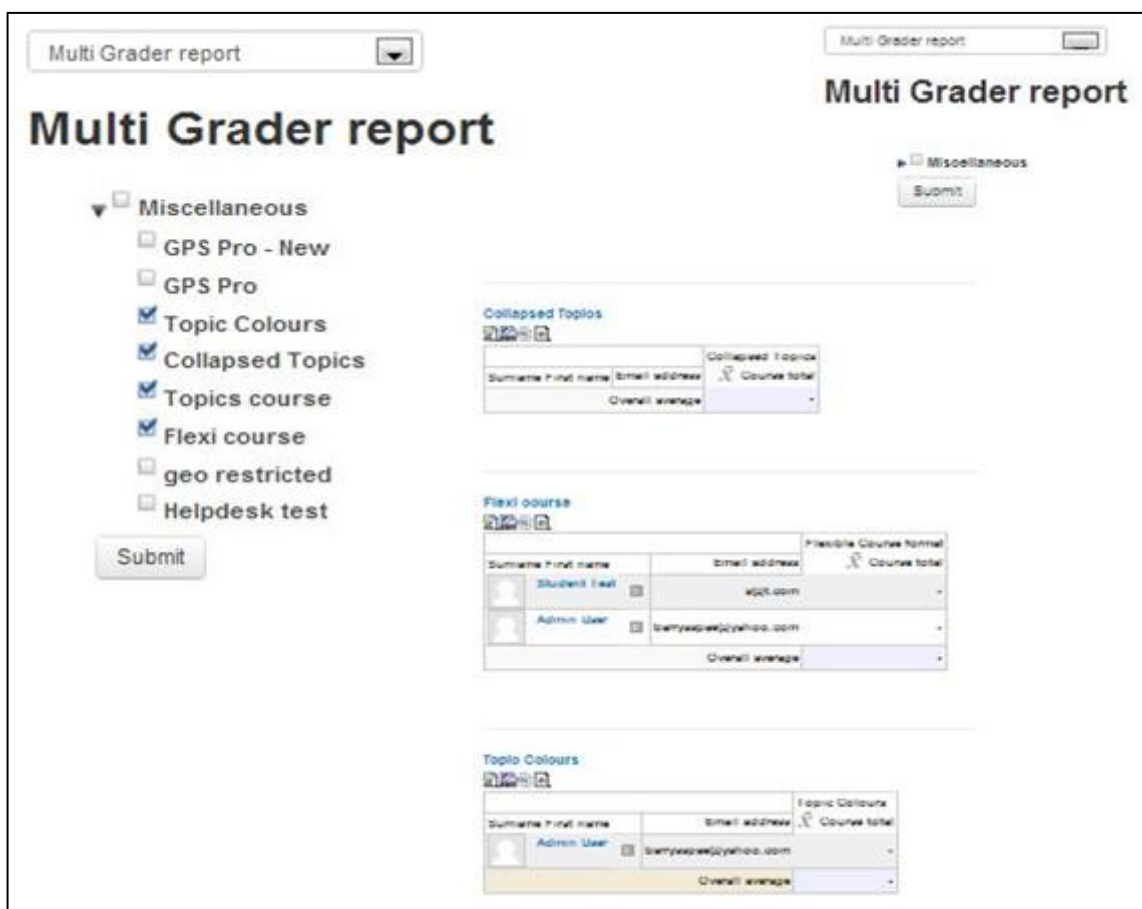 Multi Grader report
Multi Grader report
Miscellaneous
GPS Pro - New
GPS Pro
Topic Colours
Collapsed Topics
Topics course
Flexi course
geo restricted
Helpdesk test
Submit
Multi Grader report
Multi Grader report
Miscellaneous
Submit
Collapsed Topics
Collapsed Topics
Surname First name Email address x̄ Course total
Overall average -
Flexi course
Flexible Course format
Surname First name Email address x̄ Course total
Student Test -
Admin User -
Overall average -
Topic Colours
Topic Colours
Surname First name Email address x̄ Course total
Admin User -
Overall average -